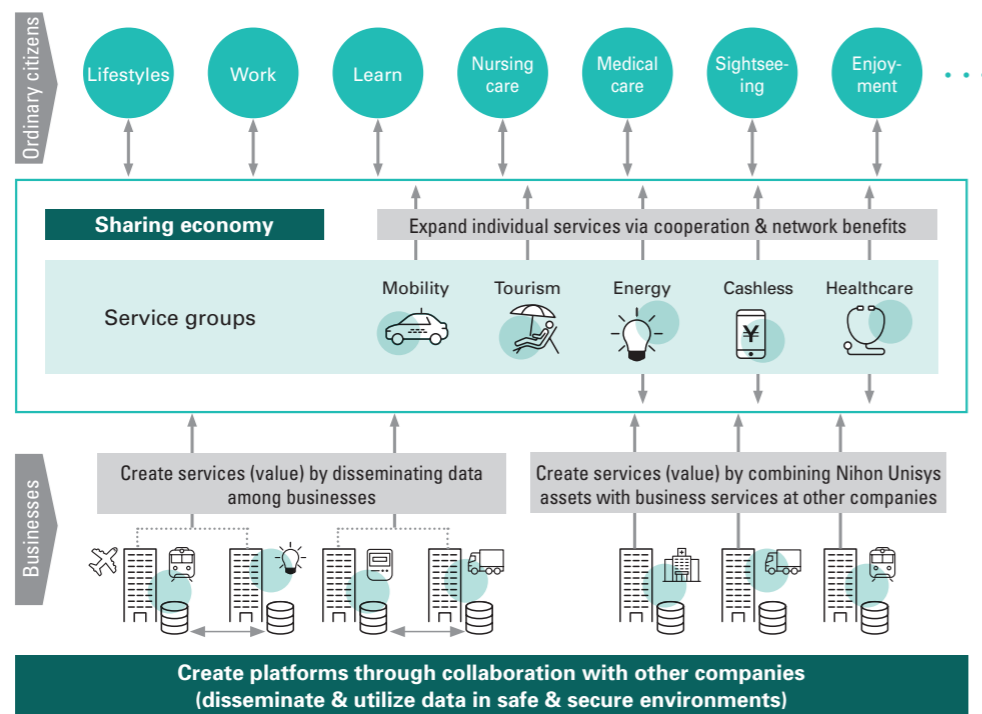 Ordinary citizens
Lifestyles
Work
Learn
Nursing
care
Medical
care
Sightsee-
ing
Enjoy-
ment
Sharing economy
Expand individual services via cooperation & network benefits
Service groups
Mobility
Tourism
Energy
Cashless
Healthcare
¥
Businesses
Create services (value) by disseminating data
among businesses
Create services (value) by combining Nihon Unisys
assets with business services at other companies
Create platforms through collaboration with other companies
(disseminate & utilize data in safe & secure environments)